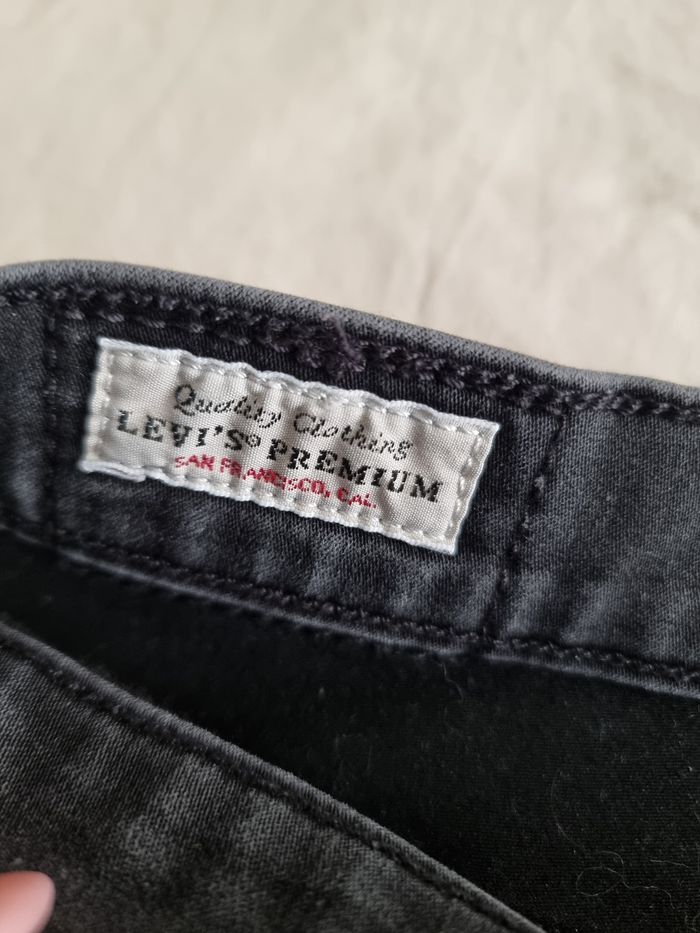 Quality Clothing
LEVI'S® PREMIUM
SAN FRANCISCO, CAL.